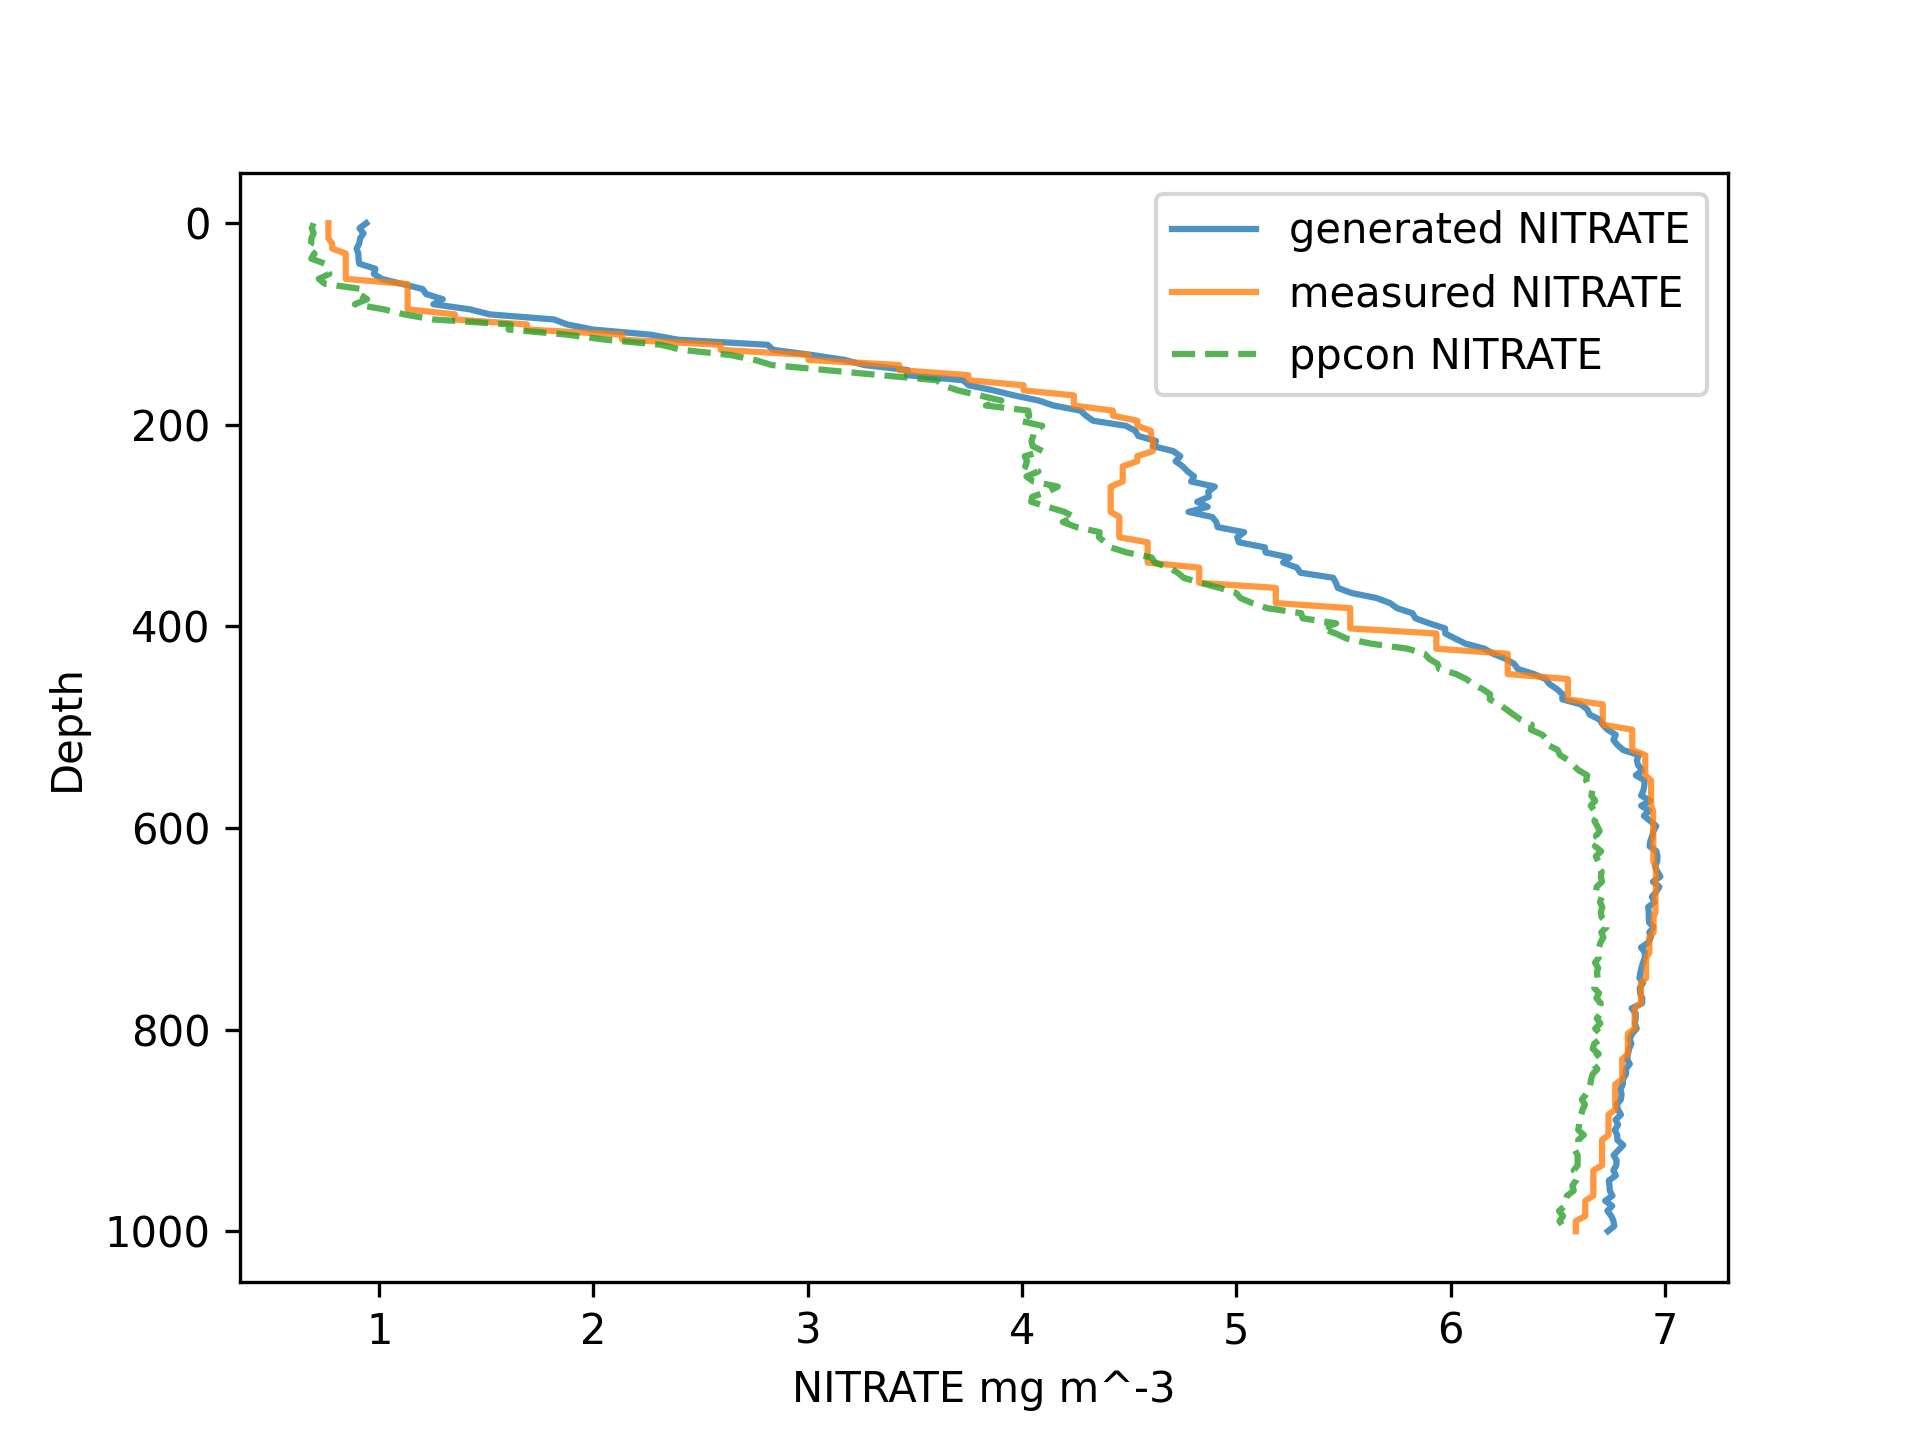 generated NITRATE
measured NITRATE
ppcon NITRATE
0
200
400
600
800
1000
Depth
1 2 3 4 5 6 7
NITRATE mg m^-3